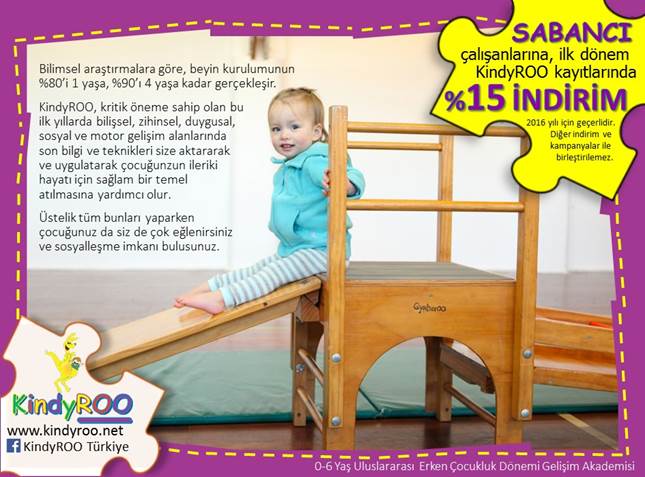 SABANCI
çalışanlarına, ilk dönem
KindyROO kayıtlarında
%15 İNDİRİM
2016 yılı için geçerlidir.
Diğer indirim ve
kampanyalar ile
birleştirilemez.
Bilimsel araştırmalara göre, beyin kurulumunun
%80’i 1 yaşa, %90’ı 4 yaşa kadar gerçekleşir.
KindyROO, kritik öneme sahip olan bu
ilk yıllarda bilişsel, zihinsel, duygusal,
sosyal ve motor gelişim alanlarında
son bilgi ve teknikleri size aktararak
ve uygulatarak çocuğunzun ileriki
hayatı için sağlam bir temel
atılmasına yardımcı olur.
Üstelik tüm bunları yaparken
çocuğunuz da siz de çok eğlenirsiniz
ve sosyalleşme imkanı bulusunuz.
Gymbaroo
KindyROO
www.kindyroo.net
f KindyROO Türkiye
0-6 Yaş Uluslararası Erken Çocukluk Dönemi Gelişim Akademisi